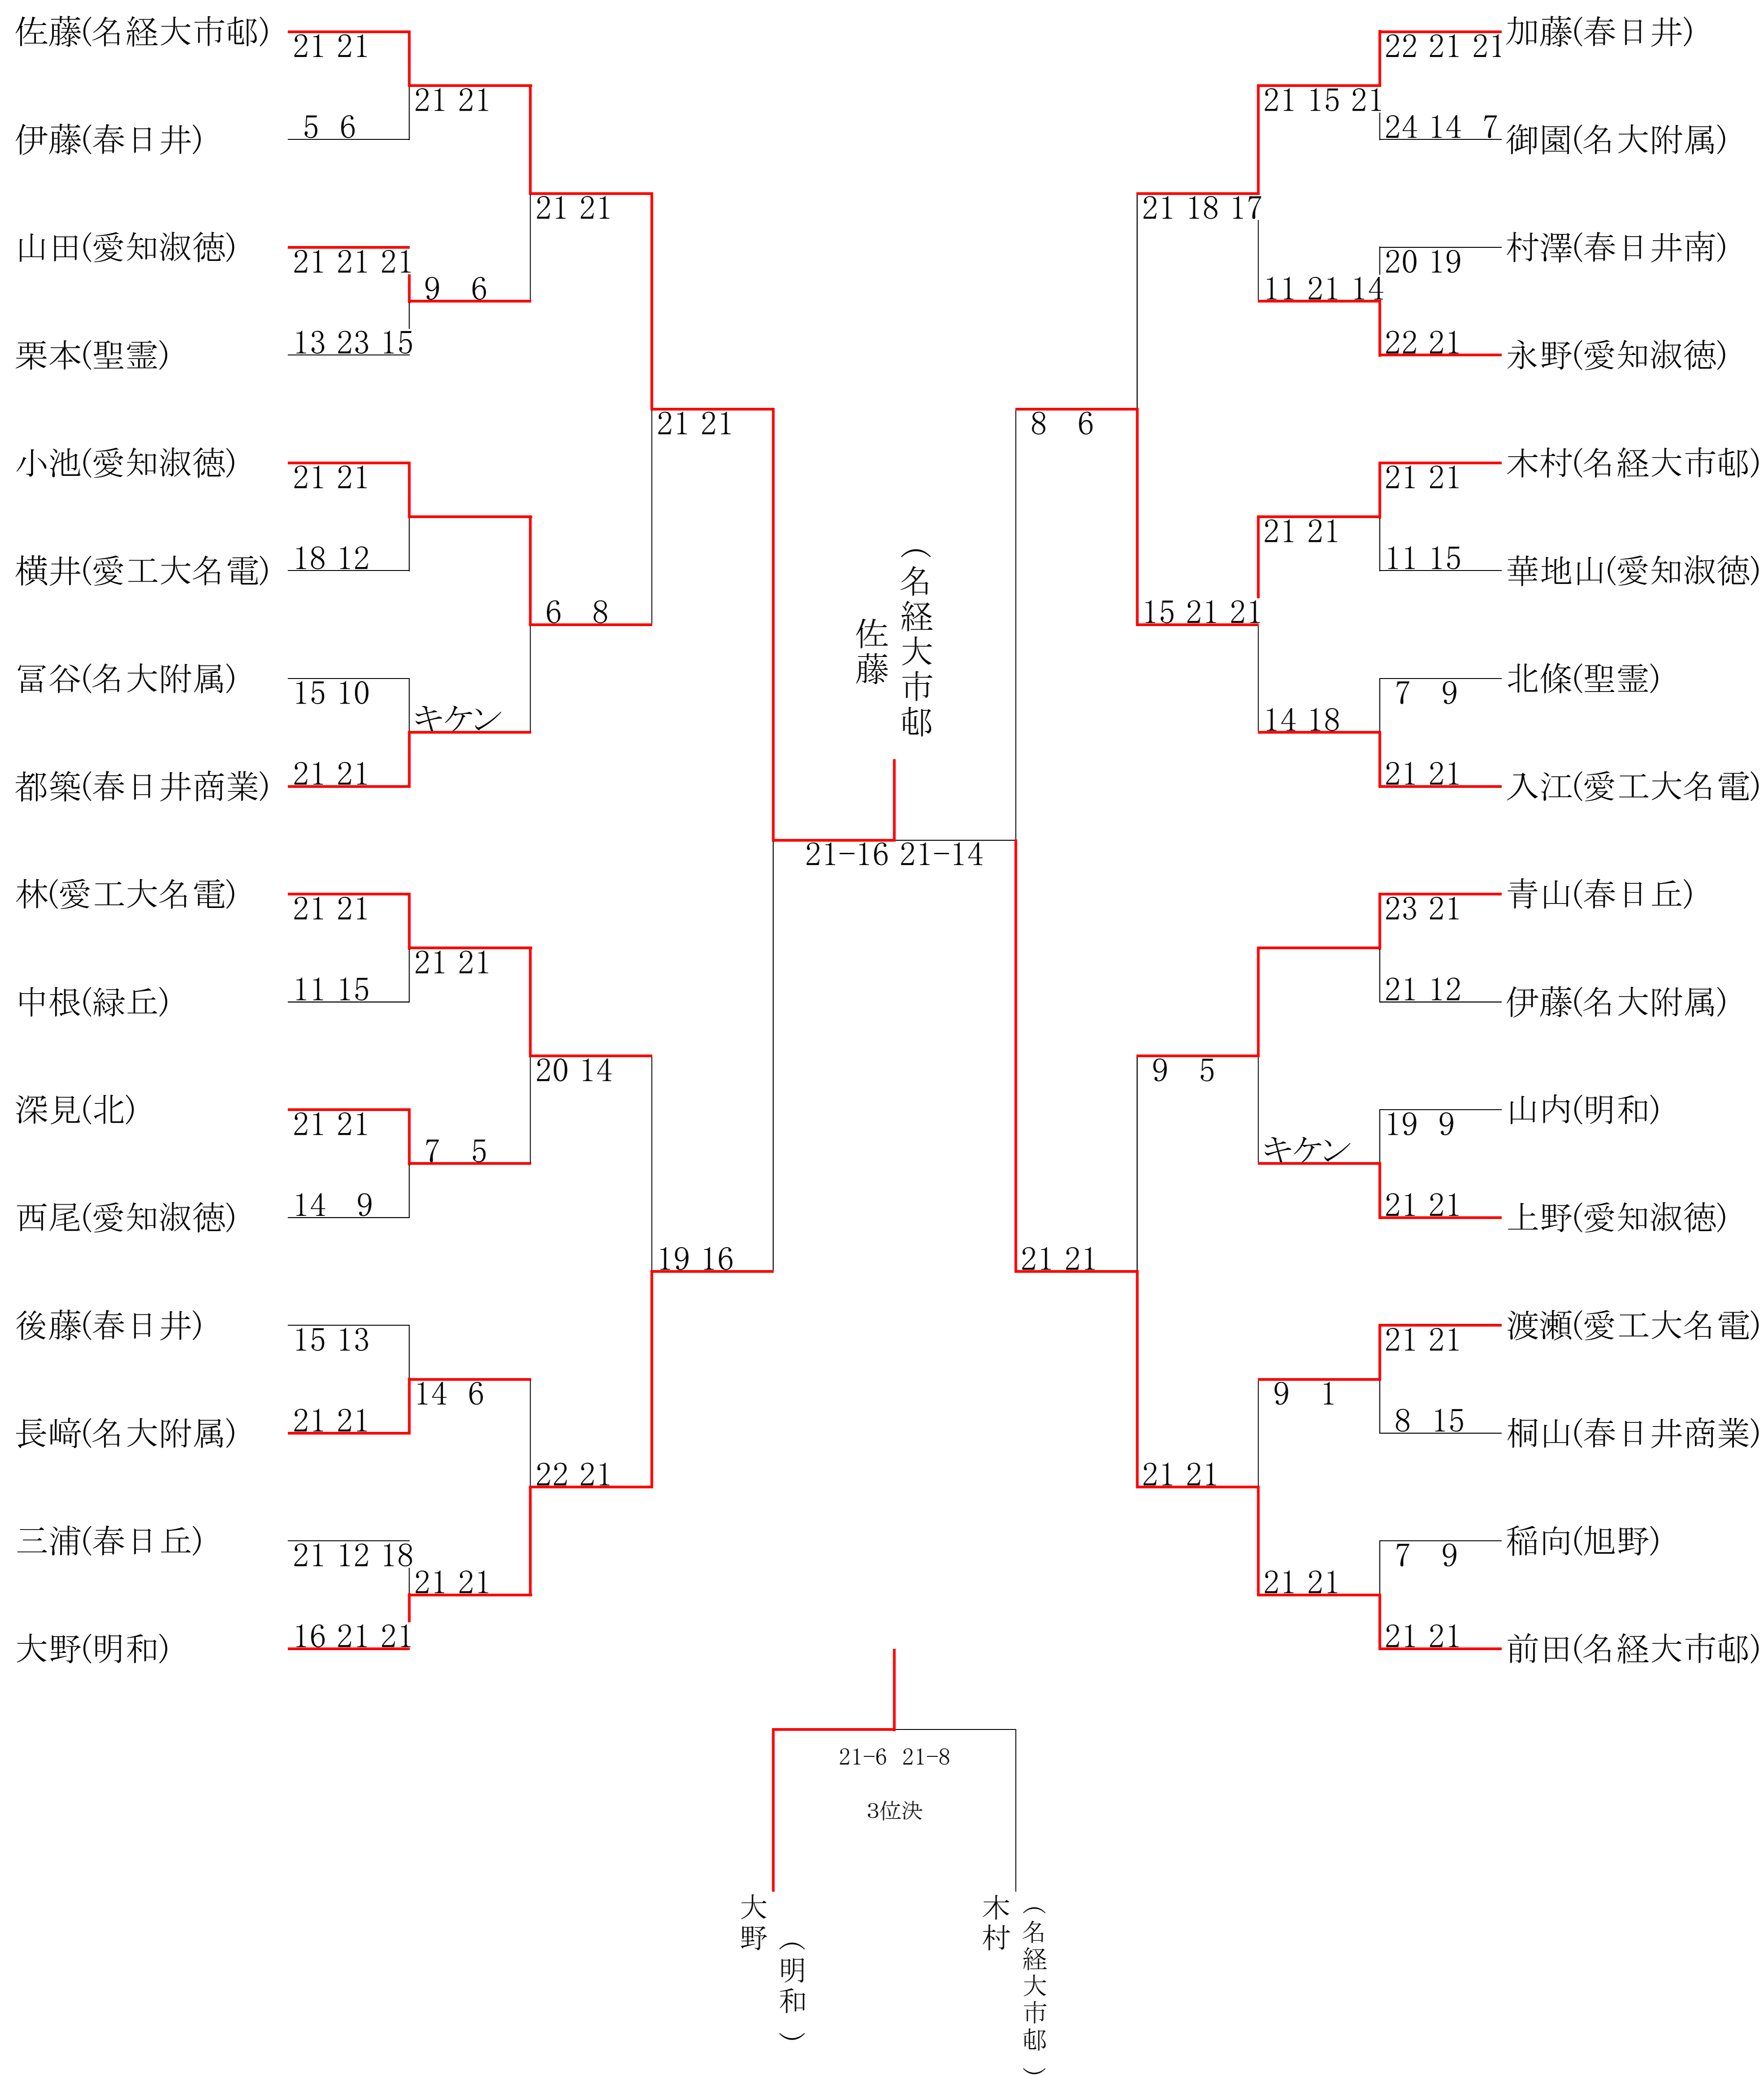 佐藤(名経大市邨)
21 21
21 21
5 6
伊藤(春日井)
21 21
山田(愛知淑徳)
21 21 21
9 6
13 23 15
栗本(聖霊)
21 21
小池(愛知淑徳)
21 21
18 12
横井(愛工大名電)
6 8
冨谷(名大附属)
15 10
キケン
21 21
都築(春日井商業)
林(愛工大名電)
21 21
21 21
11 15
中根(緑丘)
20 14
深見(北)
21 21
7 5
14 9
西尾(愛知淑徳)
19 16
後藤(春日井)
15 13
14 6
21 21
長﨑(名大附属)
22 21
三浦(春日丘)
21 12 18
21 21
16 21 21
大野(明和)
佐藤
(名経大市邨)
21-16 21-14
加藤(春日井)
22 21 21
21 15 21
24 14 7
御園(名大附属)
21 18 17
村澤(春日井南)
20 19
11 21 14
22 21
永野(愛知淑徳)
8 6
木村(名経大市邨)
21 21
21 21
11 15
華地山(愛知淑徳)
15 21 21
北條(聖霊)
7 9
14 18
21 21
入江(愛工大名電)
青山(春日丘)
23 21
21 12
伊藤(名大附属)
9 5
山内(明和)
19 9
キケン
21 21
上野(愛知淑徳)
21 21
渡瀬(愛工大名電)
21 21
9 1
8 15
桐山(春日井商業)
21 21
稲向(旭野)
7 9
21 21
21 21
前田(名経大市邨)
21-6 21-8
3位決
大野
(明和)
木村
(名経大市邨)